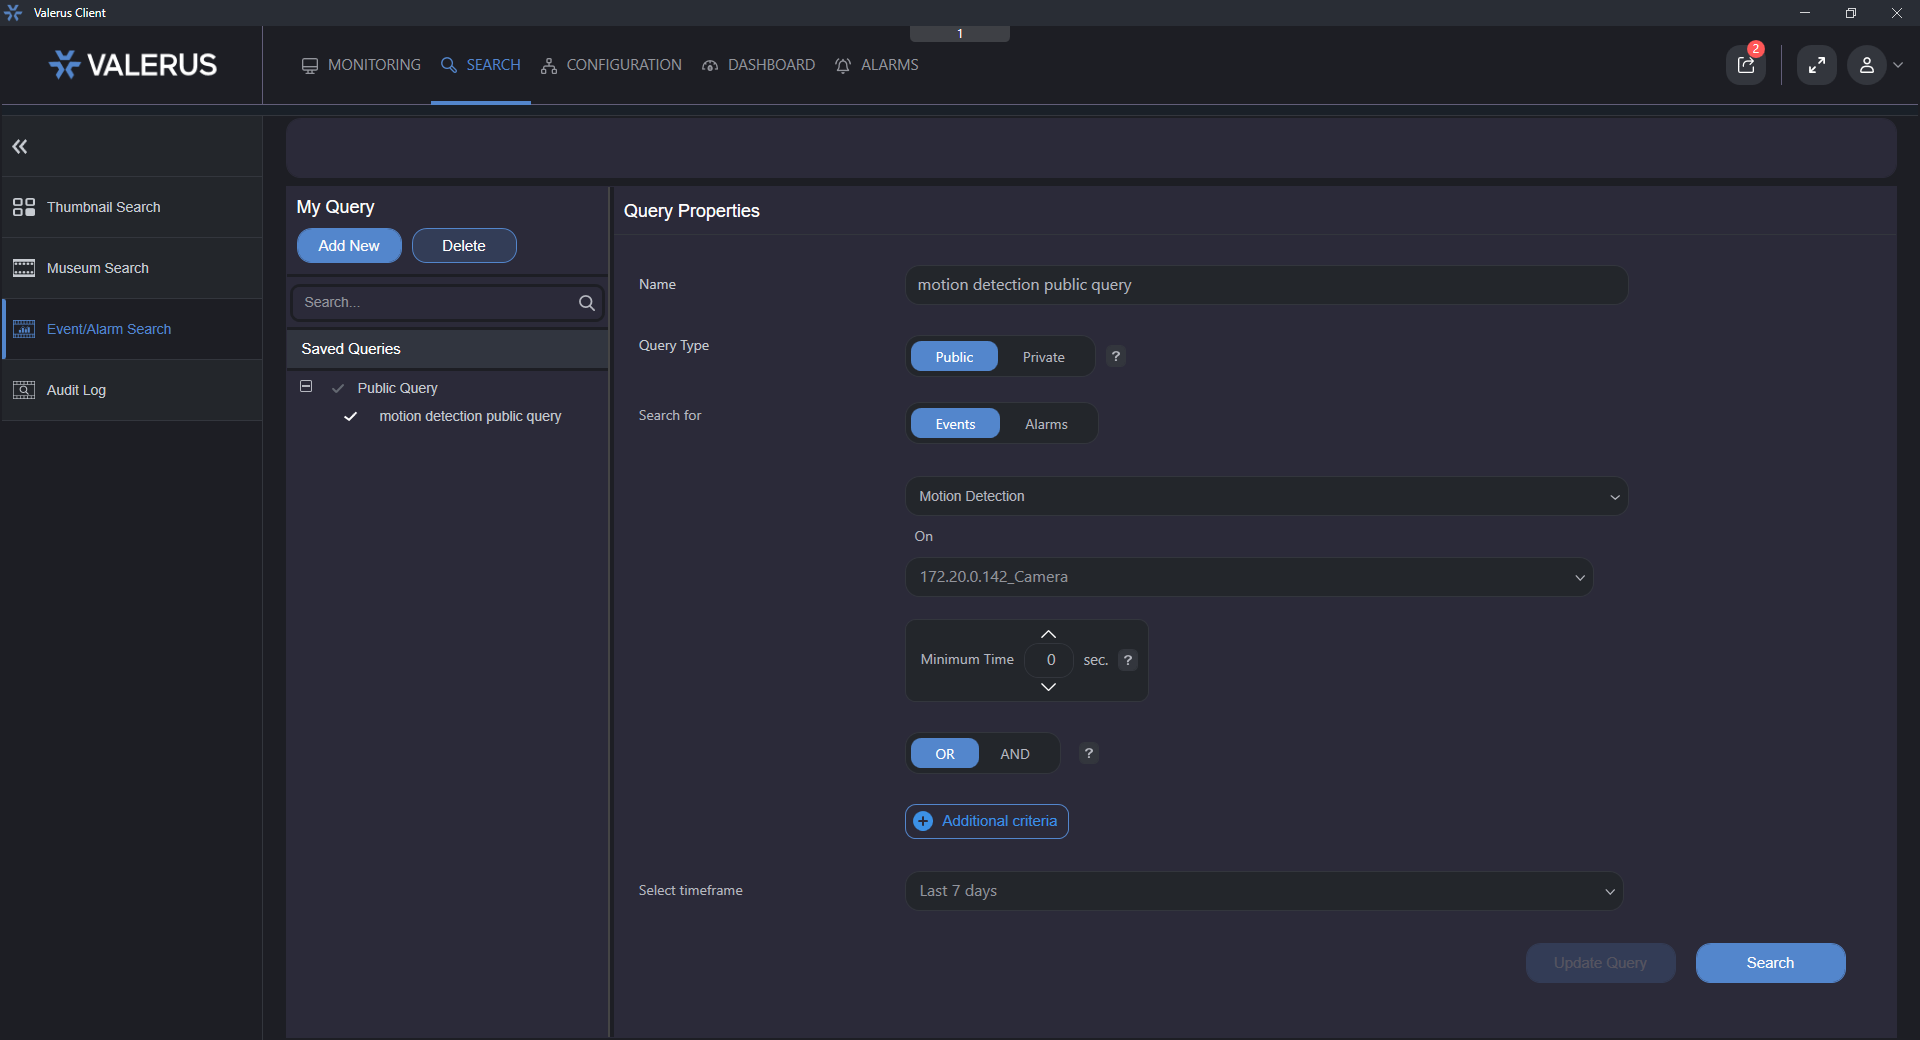 Valerus Client
1
VALERUS
MONITORING
SEARCH
CONFIGURATION
DASHBOARD
ALARMS
2
Thumbnail Search
Museum Search
Event/Alarm Search
Audit Log
My Query
Add New
Delete
Search...
Saved Queries
Public Query
motion detection public query
Query Properties
Name
motion detection public query
Query Type
Public
Private
?
Search for
Events
Alarms
Motion Detection
On
172.20.0.142_Camera
Minimum Time 0 sec. ?
OR
AND
?
Additional criteria
Select timeframe
Last 7 days
Update Query
Search